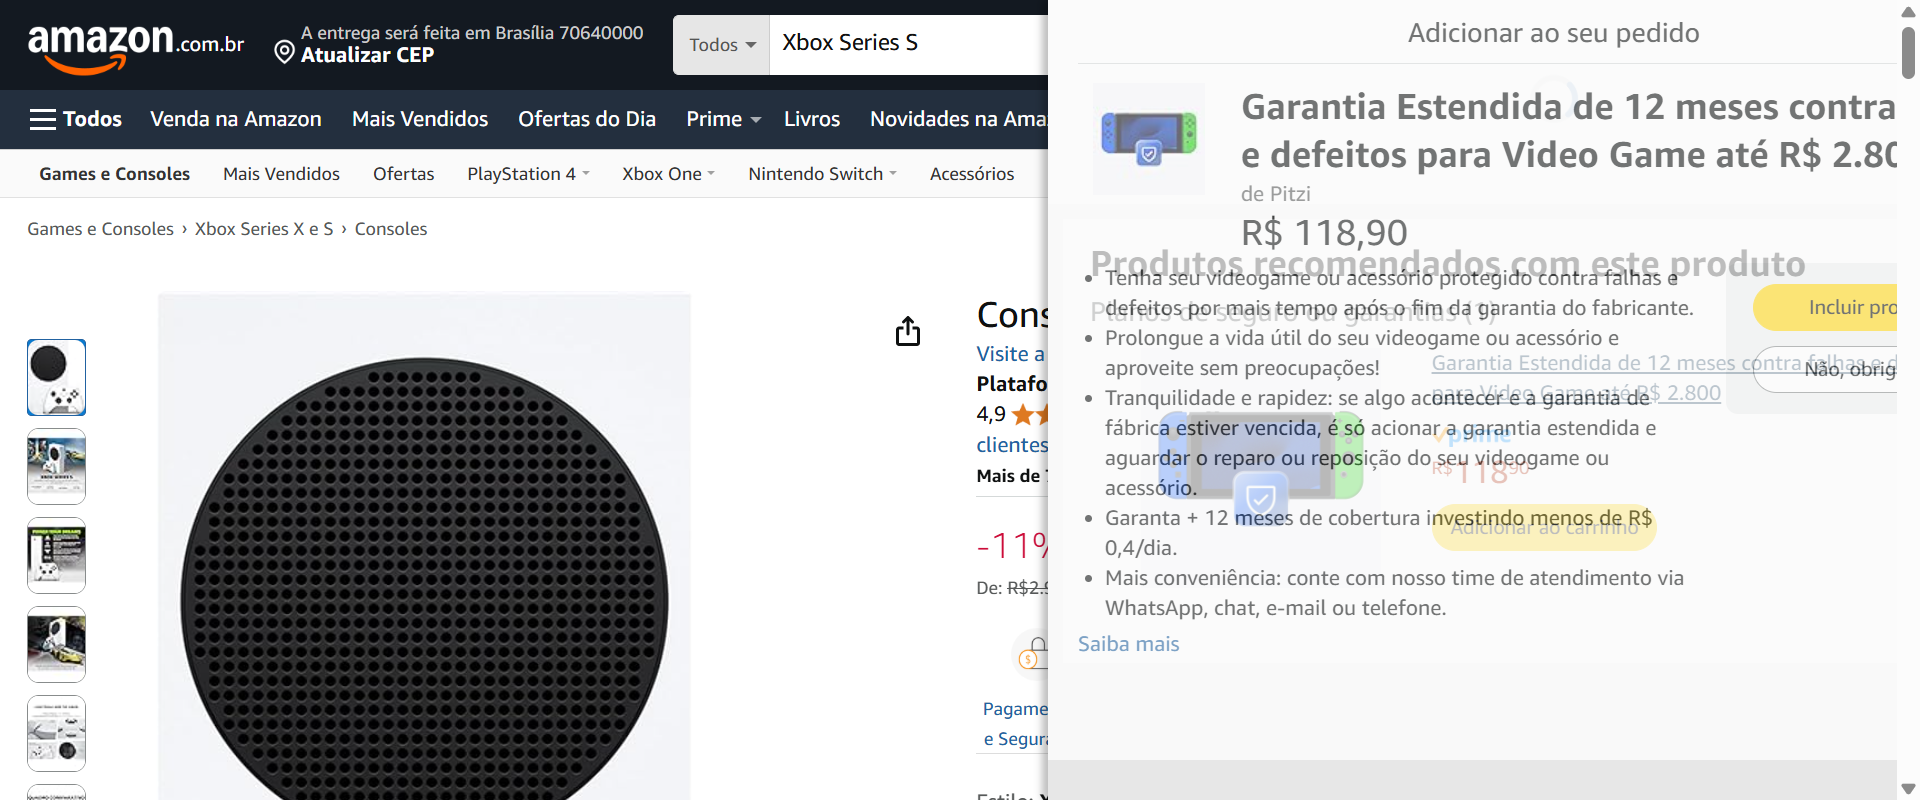 amazon.com.br
A entrega será feita em Brasília 70640000
Atualizar CEP
Todos
Xbox Series S
Todos
Venda na Amazon
Mais Vendidos
Ofertas do Dia
Prime
Livros
Novidades na Ama
Games e Consoles
Mais Vendidos
Ofertas
PlayStation 4
Xbox One
Nintendo Switch
Acessórios
Games e Consoles › Xbox Series X e S › Consoles
Cons
Visite a
Platafo
4,9
clientes
Mais de
-11%
De: R$2.9
Pagame
e Segura
Estilo: X
Adicionar ao seu pedido
Garantia Estendida de 12 meses contra
e defeitos para Video Game até R$ 2.80
de Pitzi
R$ 118,90
Tenha seu videogame ou acessório protegido contra falhas e
defeitos por mais tempo após o fim da garantia do fabricante.
Prolongue a vida útil do seu videogame ou acessório e
aproveite sem preocupações!
Tranquilidade e rapidez: se algo acontecer e a garantia de
fábrica estiver vencida, é só acionar a garantia estendida e
aguardar o reparo ou reposição do seu videogame ou
acessório.
Garanta + 12 meses de cobertura investindo menos de R$
0,4/dia.
Mais conveniência: conte com nosso time de atendimento via
WhatsApp, chat, e-mail ou telefone.
Saiba mais
Incluir pro
Não, obrig
Produtos recomendados com este produto
Planos de seguro ou garantias (1)
Garantia Estendida de 12 meses contra falhas e d
para Video Game até R$ 2.800
prime
R$ 118 90
Adicionar ao carrinho